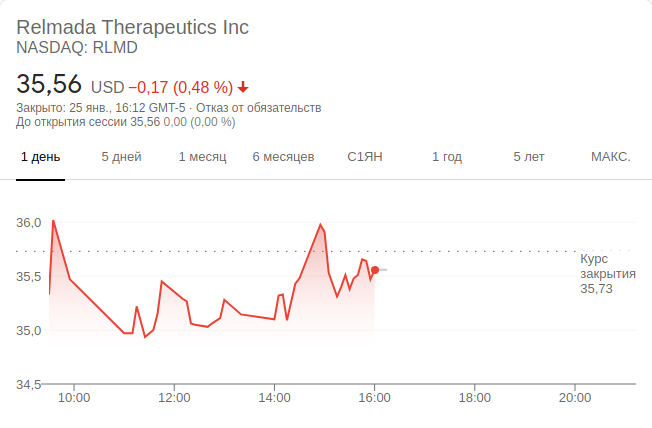 Relmada Therapeutics Inc
NASDAQ: RLMD
35,56 USD −0,17 (0,48 %)
Закрыто: 25 янв., 16:12 GMT-5 · Отказ от обязательств
До открытия сессии 35,56 0,00 (0,00 %)
1 день 5 дней 1 месяц 6 месяцев С1ЯН 1 год 5 лет МАКС.
36,0
Курс
закрытия
35,73
35,5
35,0
34,5
10:00 12:00 14:00 16:00 18:00 20:00